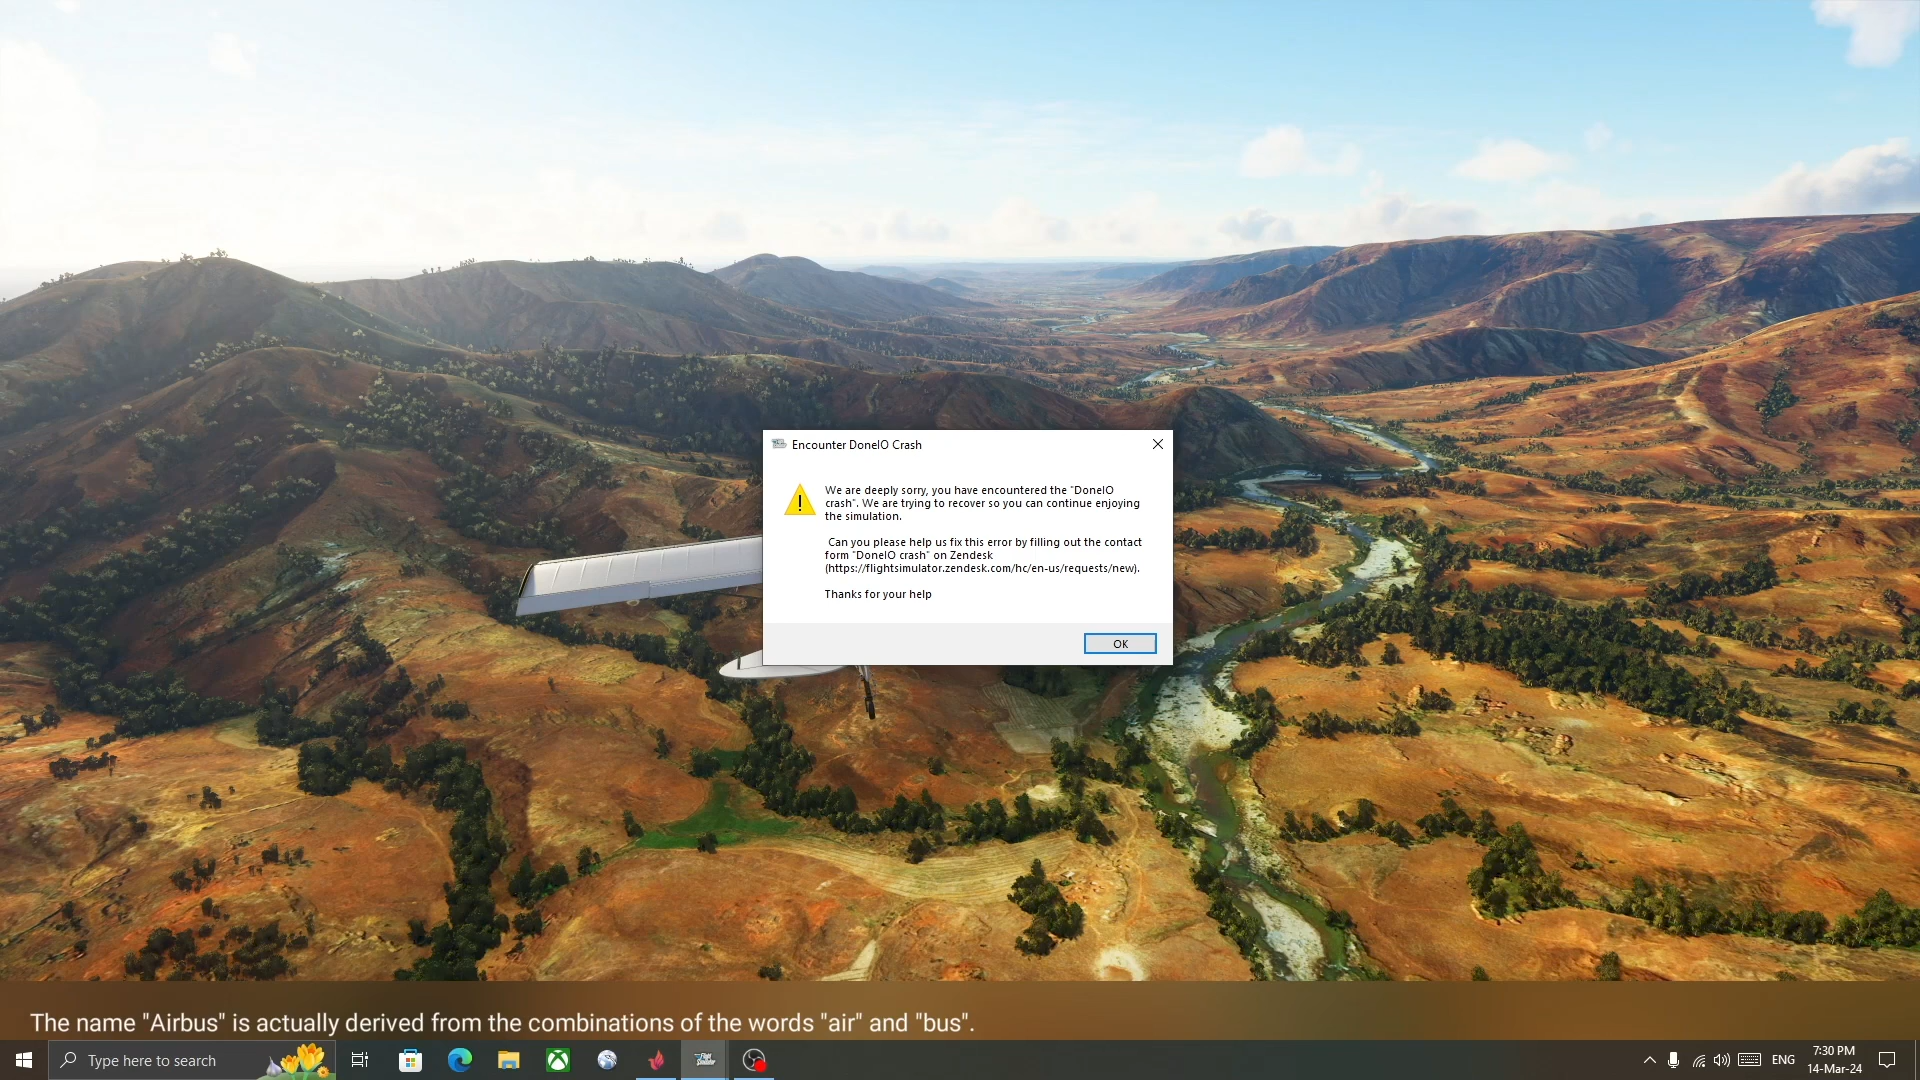 Encounter DoneIO Crash
We are deeply sorry, you have encountered the "DoneIO
crash". We are trying to recover so you can continue enjoying
the simulation.
Can you please help us fix this error by filling out the contact
form "DoneIO crash" on Zendesk
(https://flightsimulator.zendesk.com/hc/en-us/requests/new).
Thanks for your help
OK
The name "Airbus" is actually derived from the combinations of the words "air" and "bus".
Type here to search
ENG
7:30 PM
14-Mar-24